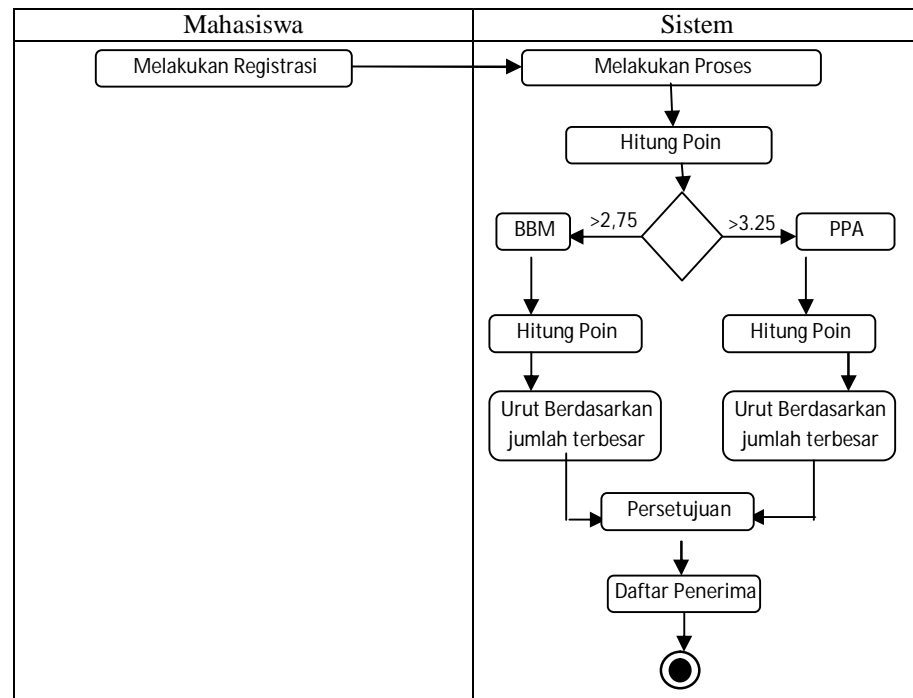 Mahasiswa
Sistem
Melakukan Registrasi
Melakukan Proses
Hitung Poin
BBM
>2,75
>3.25
PPA
Hitung Poin
Hitung Poin
Urut Berdasarkan
jumlah terbesar
Urut Berdasarkan
jumlah terbesar
Persetujuan
Daftar Penerima